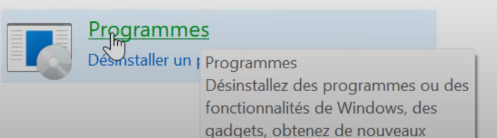 Programmes
Désinstaller un
Programmes
Désinstallez des programmes ou des
fonctionnalités de Windows, des
gadgets, obtenez de nouveaux